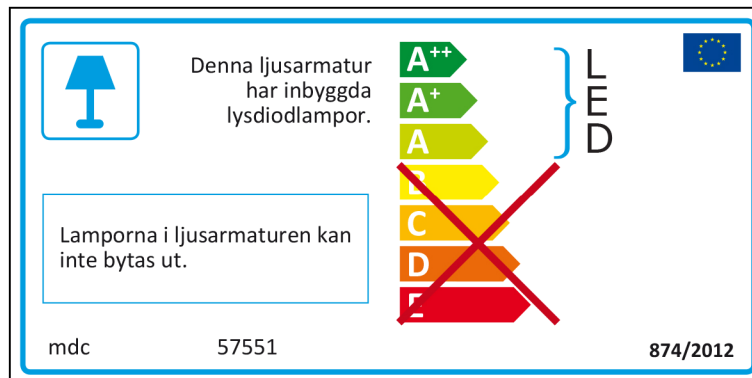 Denna ljusarmatur
har inbyggda
lysdiodlampor.
A++
A+
A
B
C
D
E
L
E
D
Lamporna i ljusarmaturen kan
inte bytas ut.
mdc 57551
874/2012